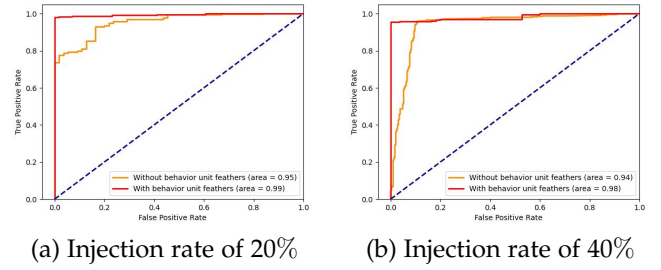 1.0
0.8
0.6
0.4
0.2
0.0
True Positive Rate
Without behavior unit feathers (area = 0.95)
With behavior unit feathers (area = 0.99)
0.0 0.2 0.4 0.6 0.8 1.0
False Positive Rate
(a) Injection rate of 20%
1.0
0.8
0.6
0.4
0.2
0.0
True Positive Rate
Without behavior unit feathers (area = 0.94)
With behavior unit feathers (area = 0.98)
0.0 0.2 0.4 0.6 0.8 1.0
False Positive Rate
(b) Injection rate of 40%